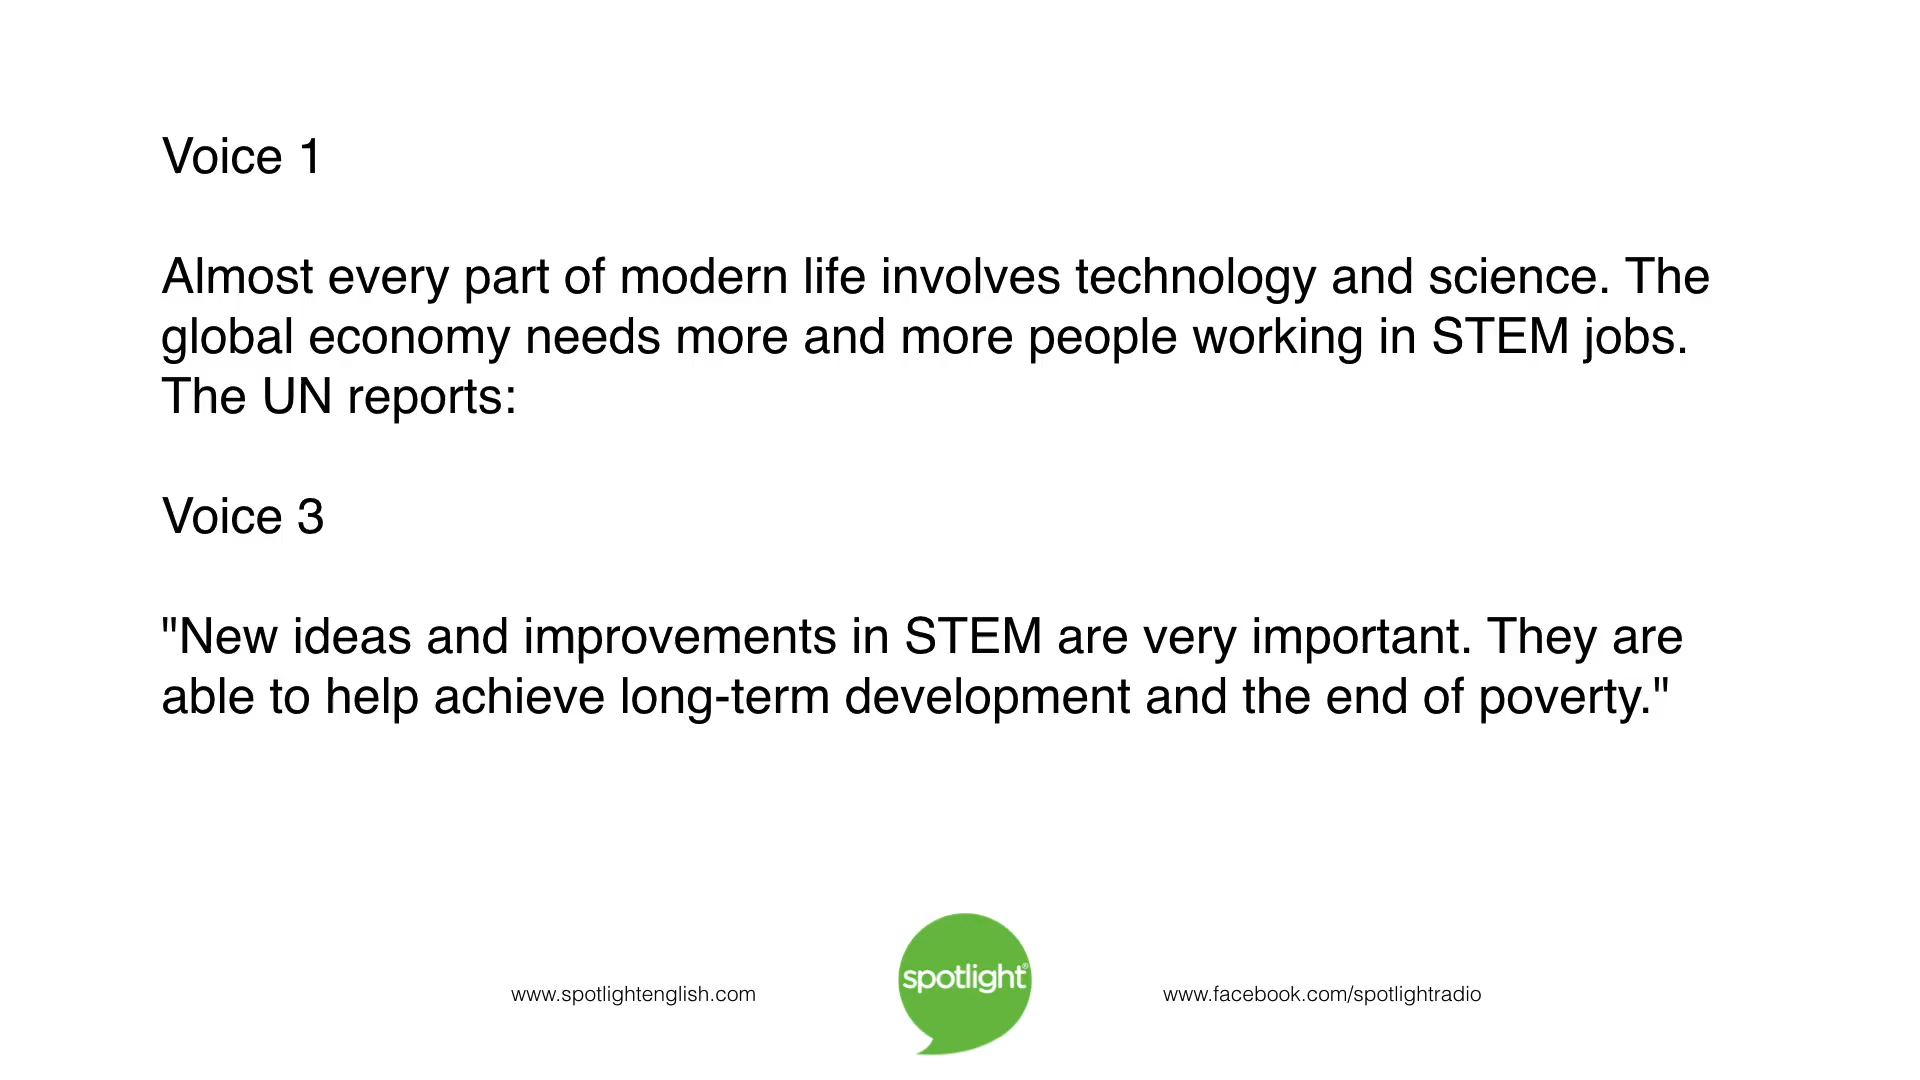 Voice 1
Almost every part of modern life involves technology and science. The
global economy needs more and more people working in STEM jobs.
The UN reports:
Voice 3
"New ideas and improvements in STEM are very important. They are
able to help achieve long-term development and the end of poverty."
www.spotlightenglish.com
spotlight®
www.facebook.com/spotlightradio